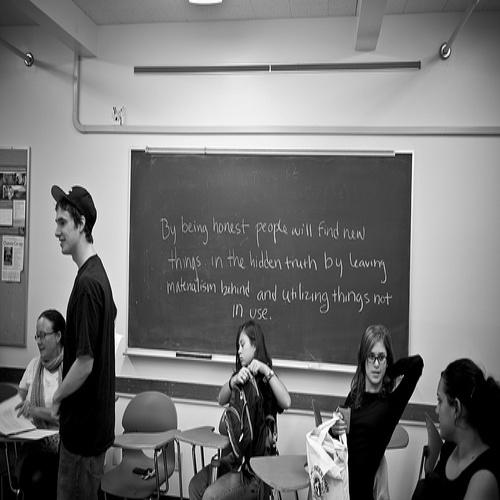 By being honest people will find new
things in the hidden truth by leaving
materialism behind and utilizing things not
in use.